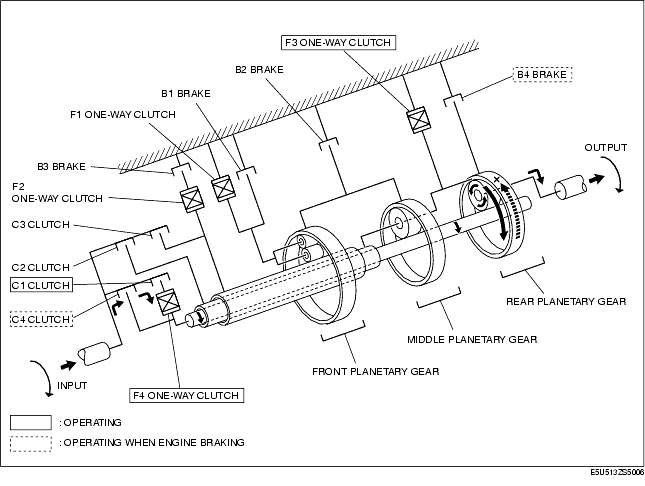 F3 ONE-WAY CLUTCH
B2 BRAKE
B4 BRAKE
B1 BRAKE
F1 ONE-WAY CLUTCH
OUTPUT
B3 BRAKE
F2
ONE-WAY CLUTCH
C3 CLUTCH
C2 CLUTCH
C1 CLUTCH
C4 CLUTCH
REAR PLANETARY GEAR
MIDDLE PLANETARY GEAR
FRONT PLANETARY GEAR
INPUT
F4 ONE-WAY CLUTCH
: OPERATING
: OPERATING WHEN ENGINE BRAKING
E5U513ZS5006